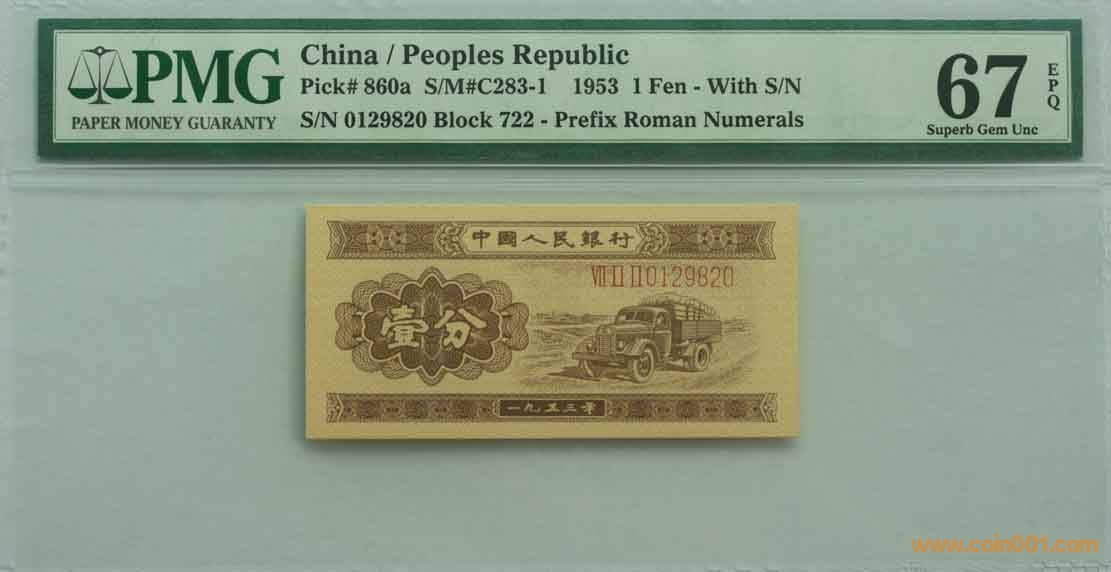 PMG
PAPER MONEY GUARANTY
China / Peoples Republic
Pick# 860a S/M#C283-1 1953 1 Fen - With S/N
S/N 0129820 Block 722 - Prefix Roman Numerals
67
EPQ
Superb Gem Unc
中國人民銀行
VII II II 0129820
壹分
一九五三年
www.coin001.com